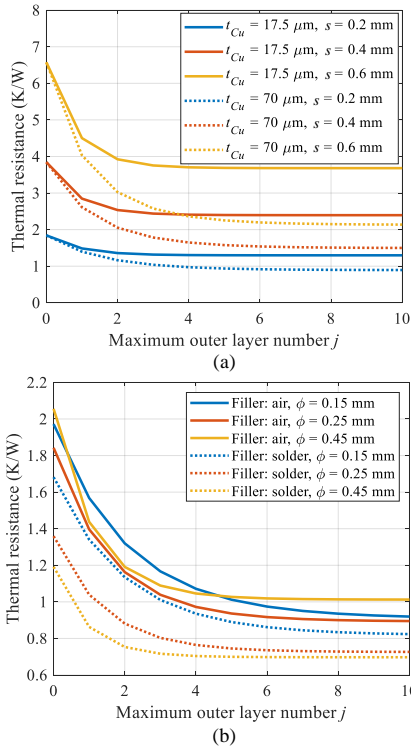 8
7
6
5
4
3
2
1
0
Thermal resistance (K/W)
t_Cu = 17.5 μm, s = 0.2 mm
t_Cu = 17.5 μm, s = 0.4 mm
t_Cu = 17.5 μm, s = 0.6 mm
t_Cu = 70 μm, s = 0.2 mm
t_Cu = 70 μm, s = 0.4 mm
t_Cu = 70 μm, s = 0.6 mm
0 2 4 6 8 10
Maximum outer layer number j
(a)
2.2
2
1.8
1.6
1.4
1.2
1
0.8
0.6
Thermal resistance (K/W)
Filler: air, ϕ = 0.15 mm
Filler: air, ϕ = 0.25 mm
Filler: air, ϕ = 0.45 mm
Filler: solder, ϕ = 0.15 mm
Filler: solder, ϕ = 0.25 mm
Filler: solder, ϕ = 0.45 mm
0 2 4 6 8 10
Maximum outer layer number j
(b)